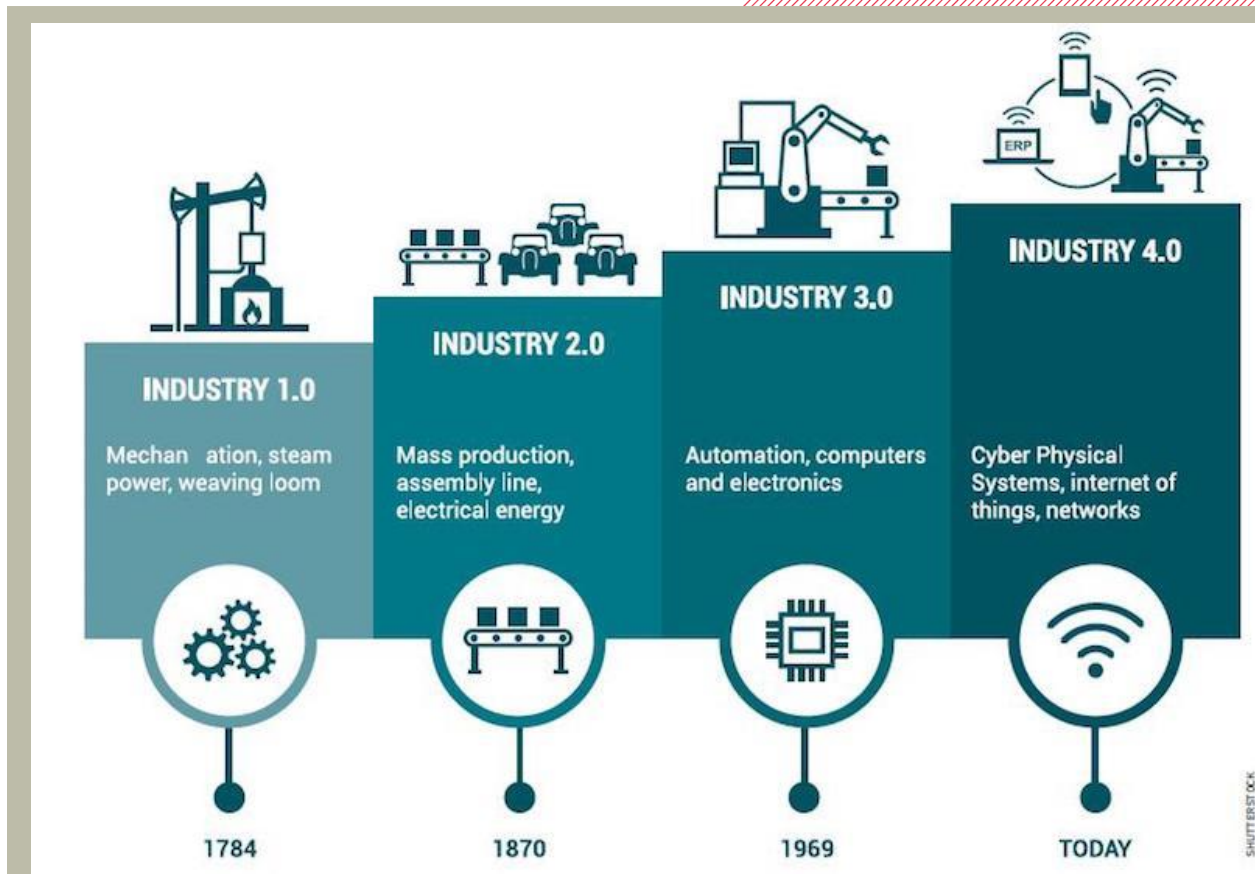 ERP
INDUSTRY 4.0
INDUSTRY 3.0
INDUSTRY 2.0
INDUSTRY 1.0
Mechan ation, steam
power, weaving loom
Mass production,
assembly line,
electrical energy
Automation, computers
and electronics
Cyber Physical
Systems, internet of
things, networks
1784
1870
1969
TODAY
SHUTTERSTOCK